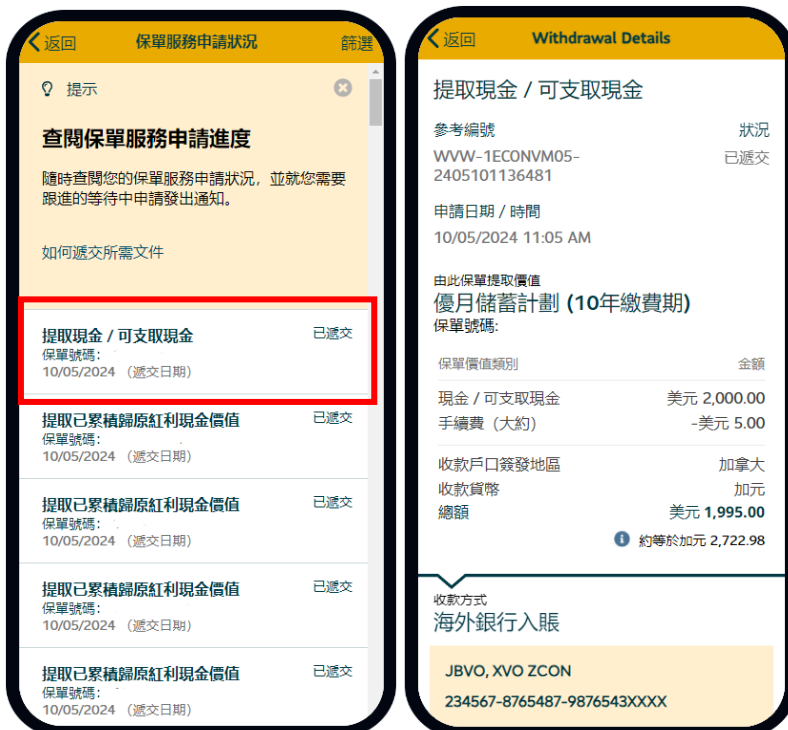 返回
保單服務申請狀況
篩選
提示
查閱保單服務申請進度
隨時查閱您的保單服務申請狀況，並就您需要
跟進的等待中申請發出通知。
如何遞交所需文件
提取現金 / 可支取現金 已遞交
保單號碼：
10/05/2024 （遞交日期）
提取已累積歸原紅利現金價值 已遞交
保單號碼：
10/05/2024 （遞交日期）
提取已累積歸原紅利現金價值 已遞交
保單號碼：
10/05/2024 （遞交日期）
提取已累積歸原紅利現金價值 已遞交
保單號碼：
10/05/2024 （遞交日期）
提取已累積歸原紅利現金價值 已遞交
保單號碼：
10/05/2024 （遞交日期）
返回
Withdrawal Details
提取現金 / 可支取現金
參考編號 狀況
WVW-1ECONVM05- 已遞交
2405101136481
申請日期 / 時間
10/05/2024 11:05 AM
由此保單提取價值
優月儲蓄計劃 (10年繳費期)
保單號碼:
保單價值類別 金額
現金 / 可支取現金 美元 2,000.00
手續費（大約） -美元 5.00
收款戶口簽發地區 加拿大
收款貨幣 加元
總額 美元 1,995.00
約等於加元 2,722.98
收款方式
海外銀行入賬
JBVO, XVO ZCON
234567-8765487-9876543XXXX